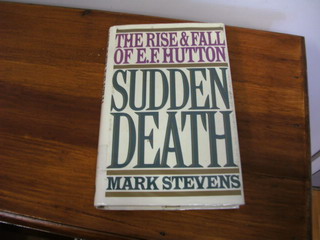 THE RISE & FALL
OF E.F. HUTTON
SUDDEN
DEATH
MARK STEVENS